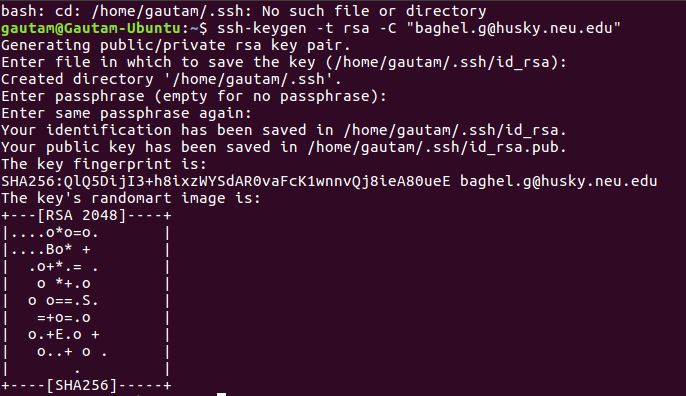 bash: cd: /home/gautam/.ssh: No such file or directory
gautam@Gautam-Ubuntu:~$ ssh-keygen -t rsa -C "baghel.g@husky.neu.edu"
Generating public/private rsa key pair.
Enter file in which to save the key (/home/gautam/.ssh/id_rsa):
Created directory '/home/gautam/.ssh'.
Enter passphrase (empty for no passphrase):
Enter same passphrase again:
Your identification has been saved in /home/gautam/.ssh/id_rsa.
Your public key has been saved in /home/gautam/.ssh/id_rsa.pub.
The key fingerprint is:
SHA256:QlQ5DijI3+h8ixzWYSdAR0vaFcK1wnnvQj8ieA80ueE baghel.g@husky.neu.edu
The key's randomart image is:
+---[RSA 2048]----+
|....o*o=o.       |
|....Bo* +        |
|  .o+*.= .       |
|   o *+.o        |
|  o o==.S.       |
|   =+o=.o        |
|  o.+E.o +       |
|   o..+ o .      |
|       .         |
+----[SHA256]-----+